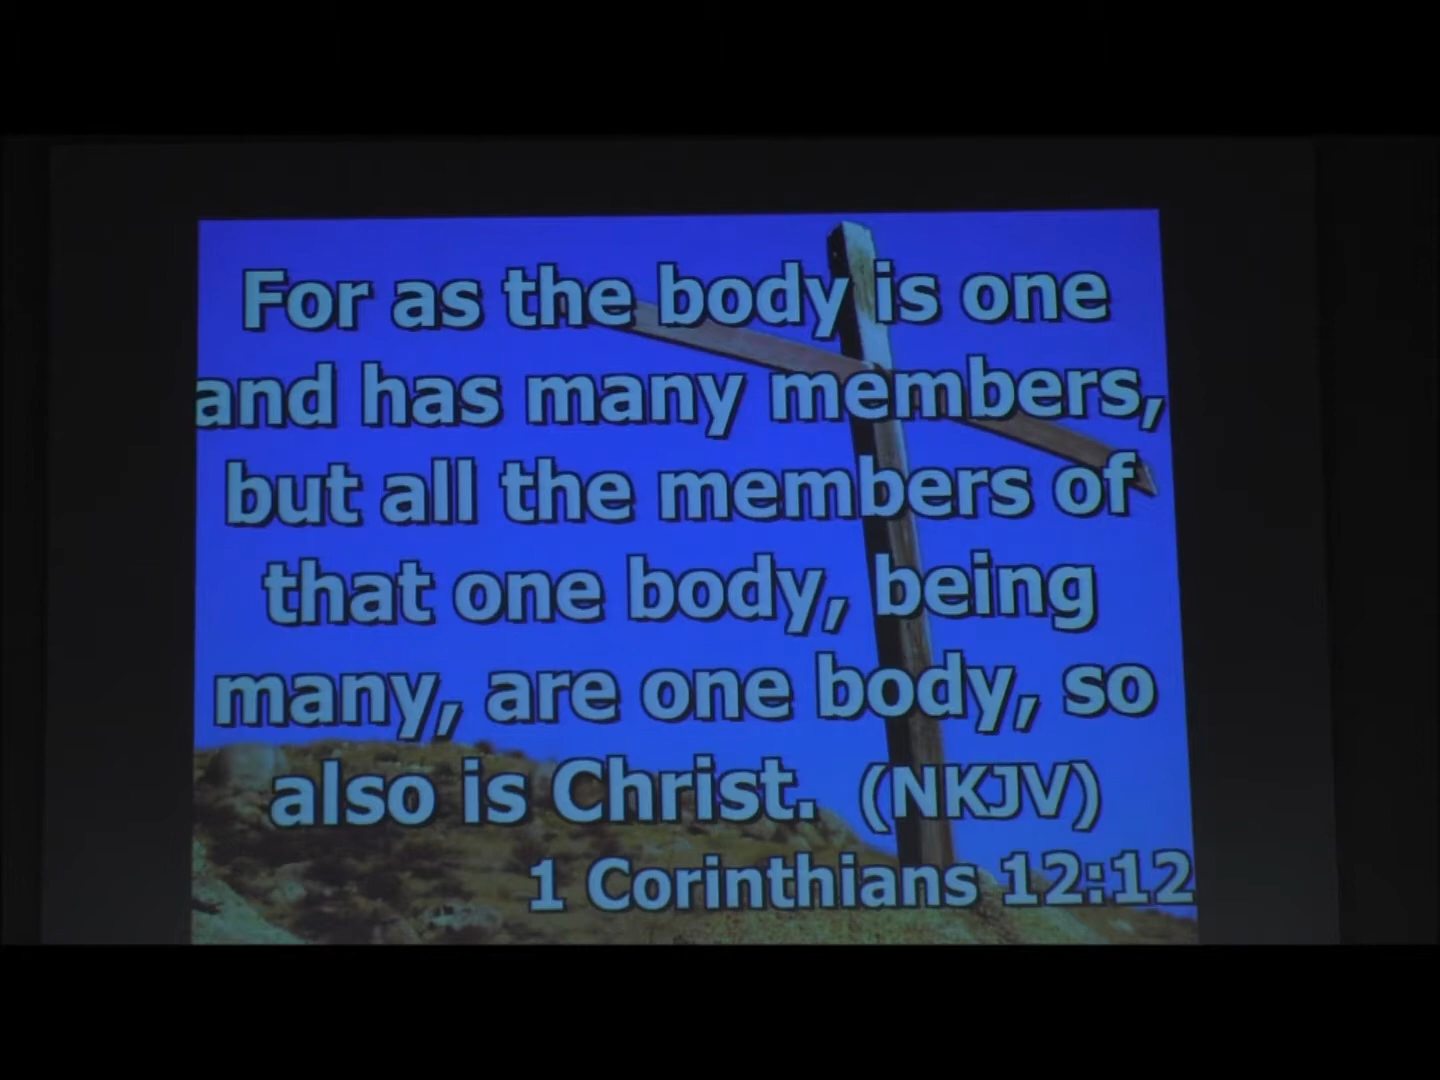 For as the body is one
and has many members,
but all the members of
that one body, being
many, are one body, so
also is Christ. (NKJV)
1 Corinthians 12:12